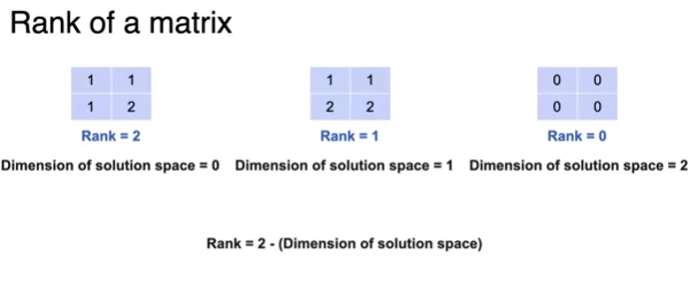 Rank of a matrix
1 1 1 1 0 0
1 2 2 2 0 0
Rank = 2 Rank = 1 Rank = 0
Dimension of solution space = 0 Dimension of solution space = 1 Dimension of solution space = 2
Rank = 2 - (Dimension of solution space)